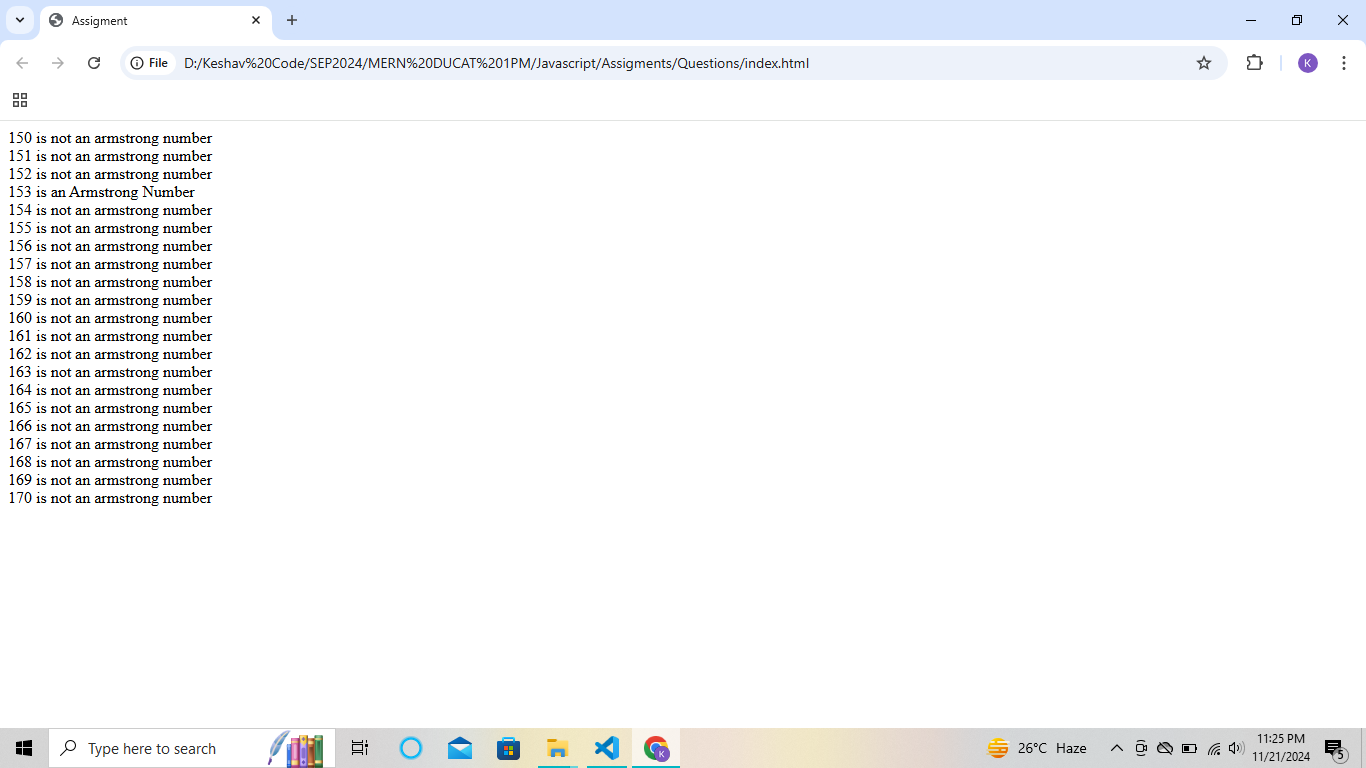 Assigment
File
D:/Keshav%20Code/SEP2024/MERN%20DUCAT%201PM/Javascript/Assigments/Questions/index.html
K
150 is not an armstrong number
151 is not an armstrong number
152 is not an armstrong number
153 is an Armstrong Number
154 is not an armstrong number
155 is not an armstrong number
156 is not an armstrong number
157 is not an armstrong number
158 is not an armstrong number
159 is not an armstrong number
160 is not an armstrong number
161 is not an armstrong number
162 is not an armstrong number
163 is not an armstrong number
164 is not an armstrong number
165 is not an armstrong number
166 is not an armstrong number
167 is not an armstrong number
168 is not an armstrong number
169 is not an armstrong number
170 is not an armstrong number
Type here to search
K
26°C Haze
11:25 PM
11/21/2024
5